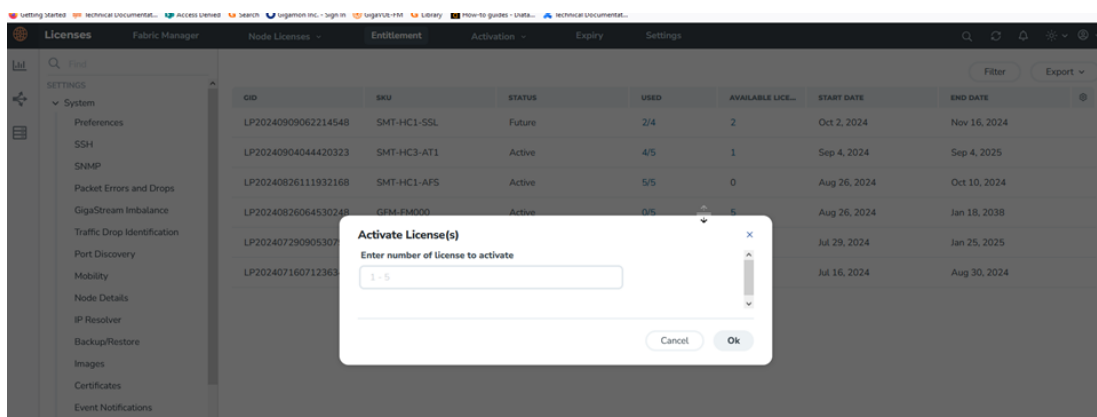 Getting Started Technical Documentat... Access Denied Search Gigamon Inc. - Sign In GigaVUE-FM Library How-to guides - Diata... Technical Documentat...
Licenses Fabric Manager Node Licenses Entitlement Activation Expiry Settings
Find
Filter Export
SETTINGS
System
GID SKU STATUS USED AVAILABLE LICE... START DATE END DATE
Preferences
LP20240909062214548 SMT-HC1-SSL Future 2/4 2 Oct 2, 2024 Nov 16, 2024
SSH
LP20240904044420323 SMT-HC3-AT1 Active 4/5 1 Sep 4, 2024 Sep 4, 2025
SNMP
Packet Errors and Drops
LP20240826111932168 SMT-HC1-AFS Active 5/5 0 Aug 26, 2024 Oct 10, 2024
GigaStream Imbalance
LP20240826064530248 GFM-FM000 Active 0/5 5 Aug 26, 2024 Jan 18, 2038
Traffic Drop Identification
Activate License(s)
Jul 29, 2024 Jan 25, 2025
Port Discovery
Enter number of license to activate
Mobility
1 - 5
Jul 16, 2024 Aug 30, 2024
Node Details
IP Resolver
Backup/Restore
Cancel Ok
Images
Certificates
Event Notifications